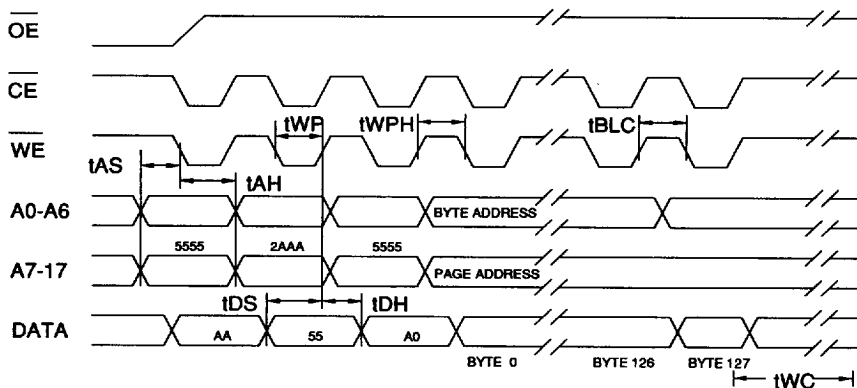 OE
CE
tWP tWPH tBLC
WE
tAS
tAH
A0-A6 BYTE ADDRESS
5555 2AAA 5555
A7-17 PAGE ADDRESS
tDS tDH
DATA AA 55 A0
BYTE 0 BYTE 126 BYTE 127
tWC